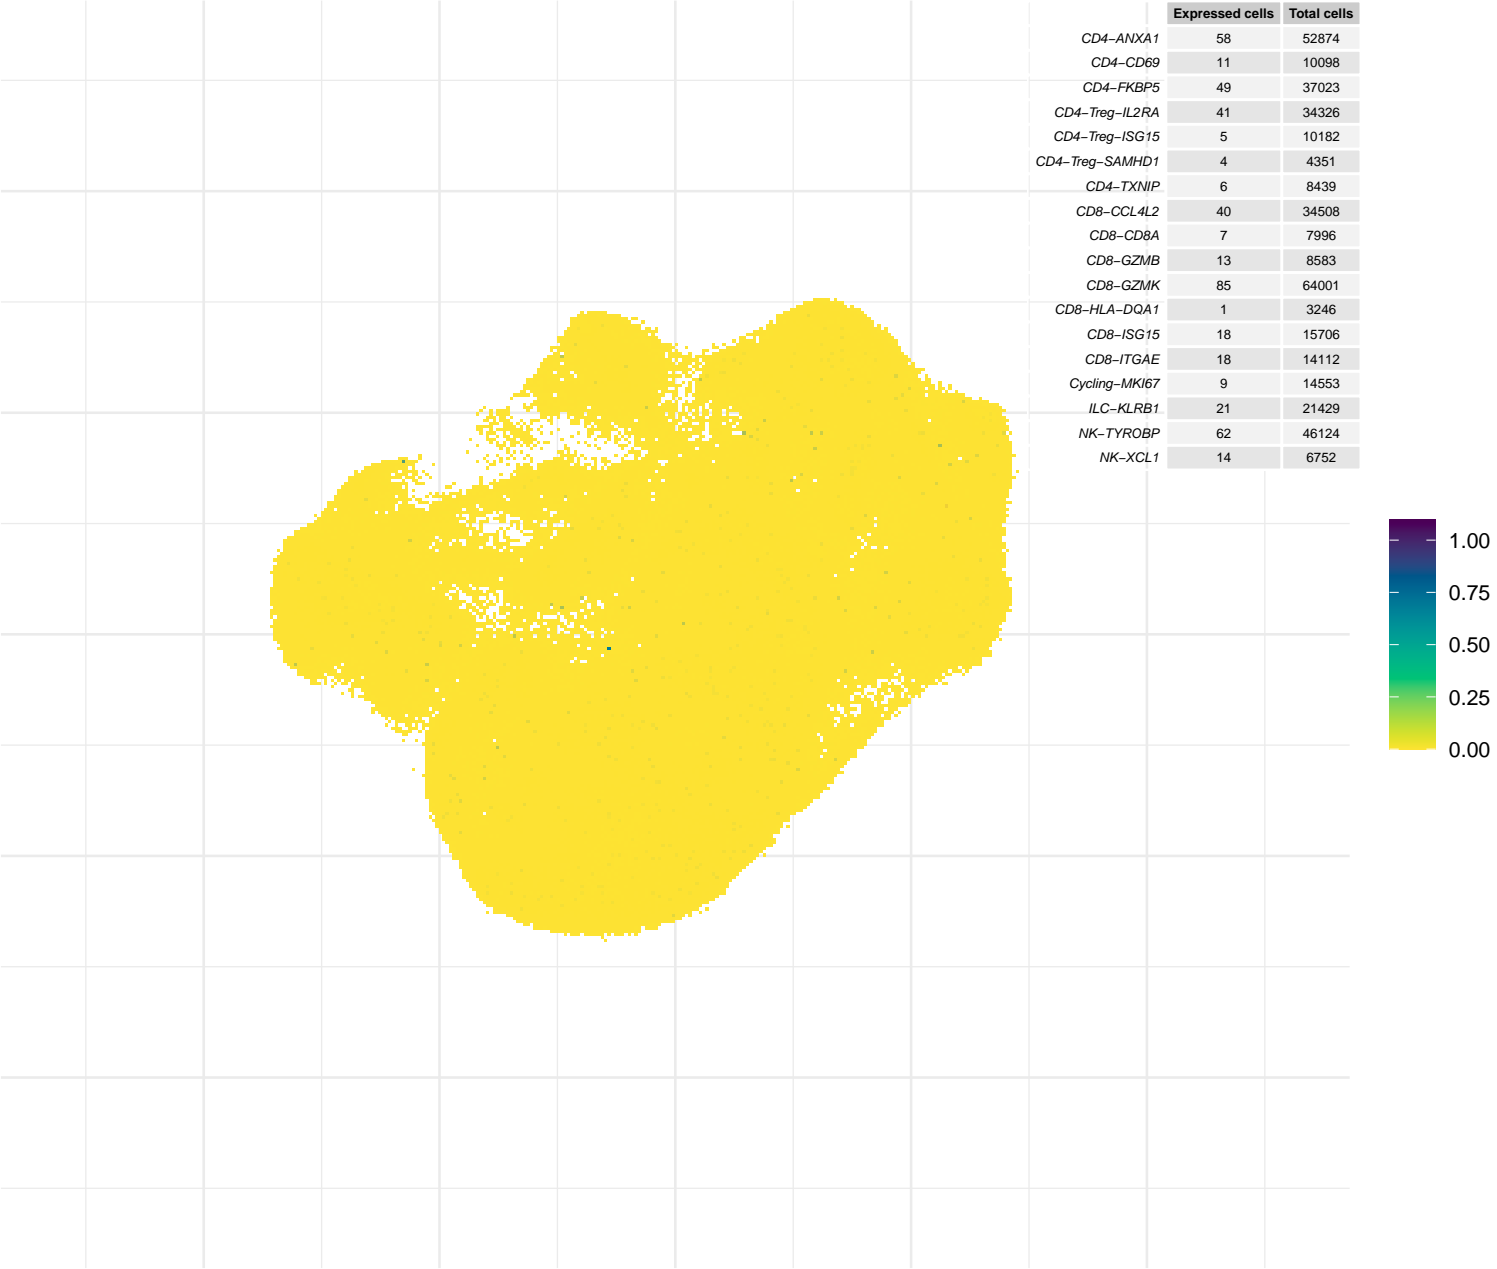 Expressed cells Total cells
CD4−ANXA1 58 52874
CD4−CD69 11 10098
CD4−FKBP5 49 37023
CD4−Treg−IL2RA 41 34326
CD4−Treg−ISG15 5 10182
CD4−Treg−SAMHD1 4 4351
CD4−TXNIP 6 8439
CD8−CCL4L2 40 34508
CD8−CD8A 7 7996
CD8−GZMB 13 8583
CD8−GZMK 85 64001
CD8−HLA−DQA1 1 3246
CD8−ISG15 18 15706
CD8−ITGAE 18 14112
Cycling−MKI67 9 14553
ILC−KLRB1 21 21429
NK−TYROBP 62 46124
NK−XCL1 14 6752
1.00
0.75
0.50
0.25
0.00